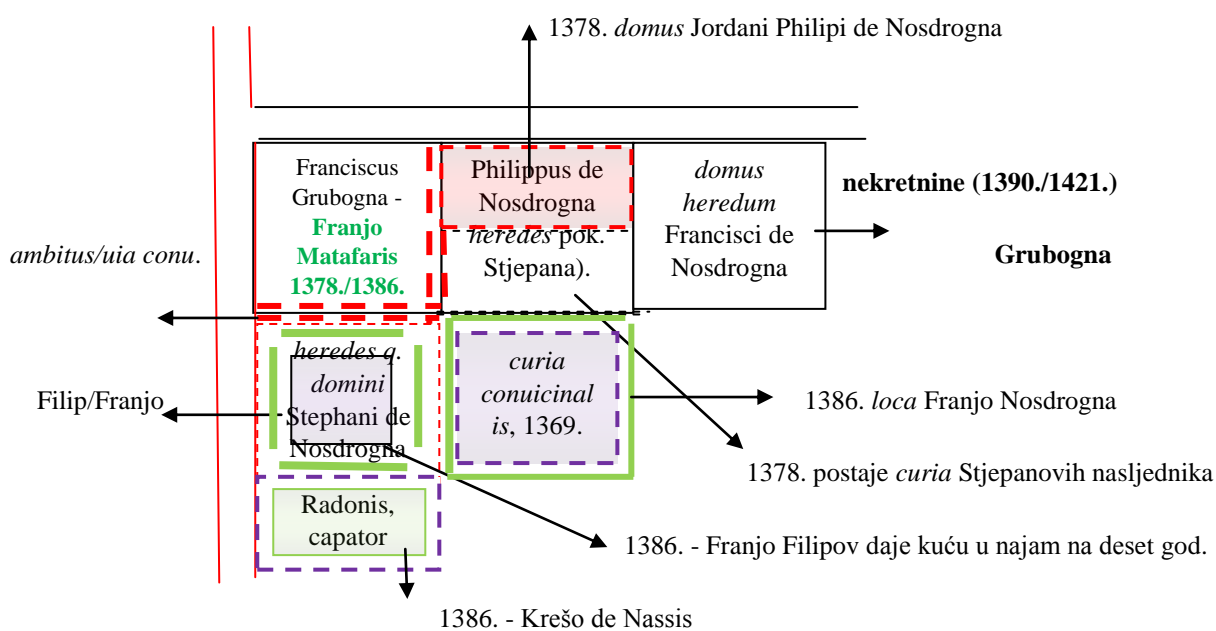 1378. domus Jordani Philipi de Nosdrogna
Franciscus
Grubogna -
Franjo
Matafaris
1378./1386.
Philippus de
Nosdrogna
heredes pok.
Stjepana).
domus
heredum
Francisci de
Nosdrogna
nekretnine (1390./1421.)
Grubogna
ambitus/uia conu.
Filip/Franjo
heredes q.
domini
Stephani de
Nosdrogna
curia
conuicinal
is, 1369.
1386. loca Franjo Nosdrogna
1378. postaje curia Stjepanovih nasljednika
Radonis,
capator
1386. - Franjo Filipov daje kuću u najam na deset god.
1386. - Krešo de Nassis